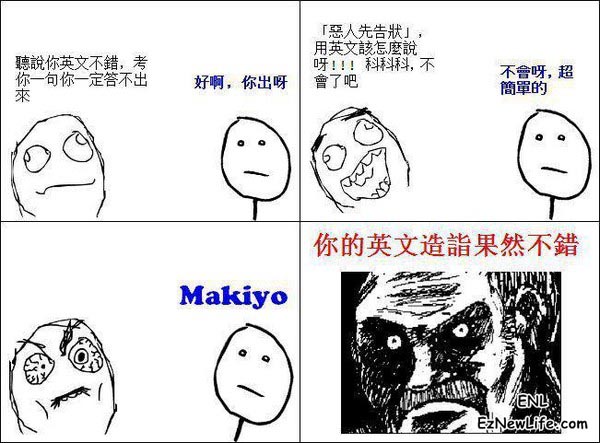 聽說你英文不錯，考
你一句你一定答不出
來
好啊，你出呀
「惡人先告狀」，
用英文該怎麼說
呀!!! 科科科，不
會了吧
不會呀，超
簡單的
Makiyo
你的英文造詣果然不錯
ENL
EzNewLife.com